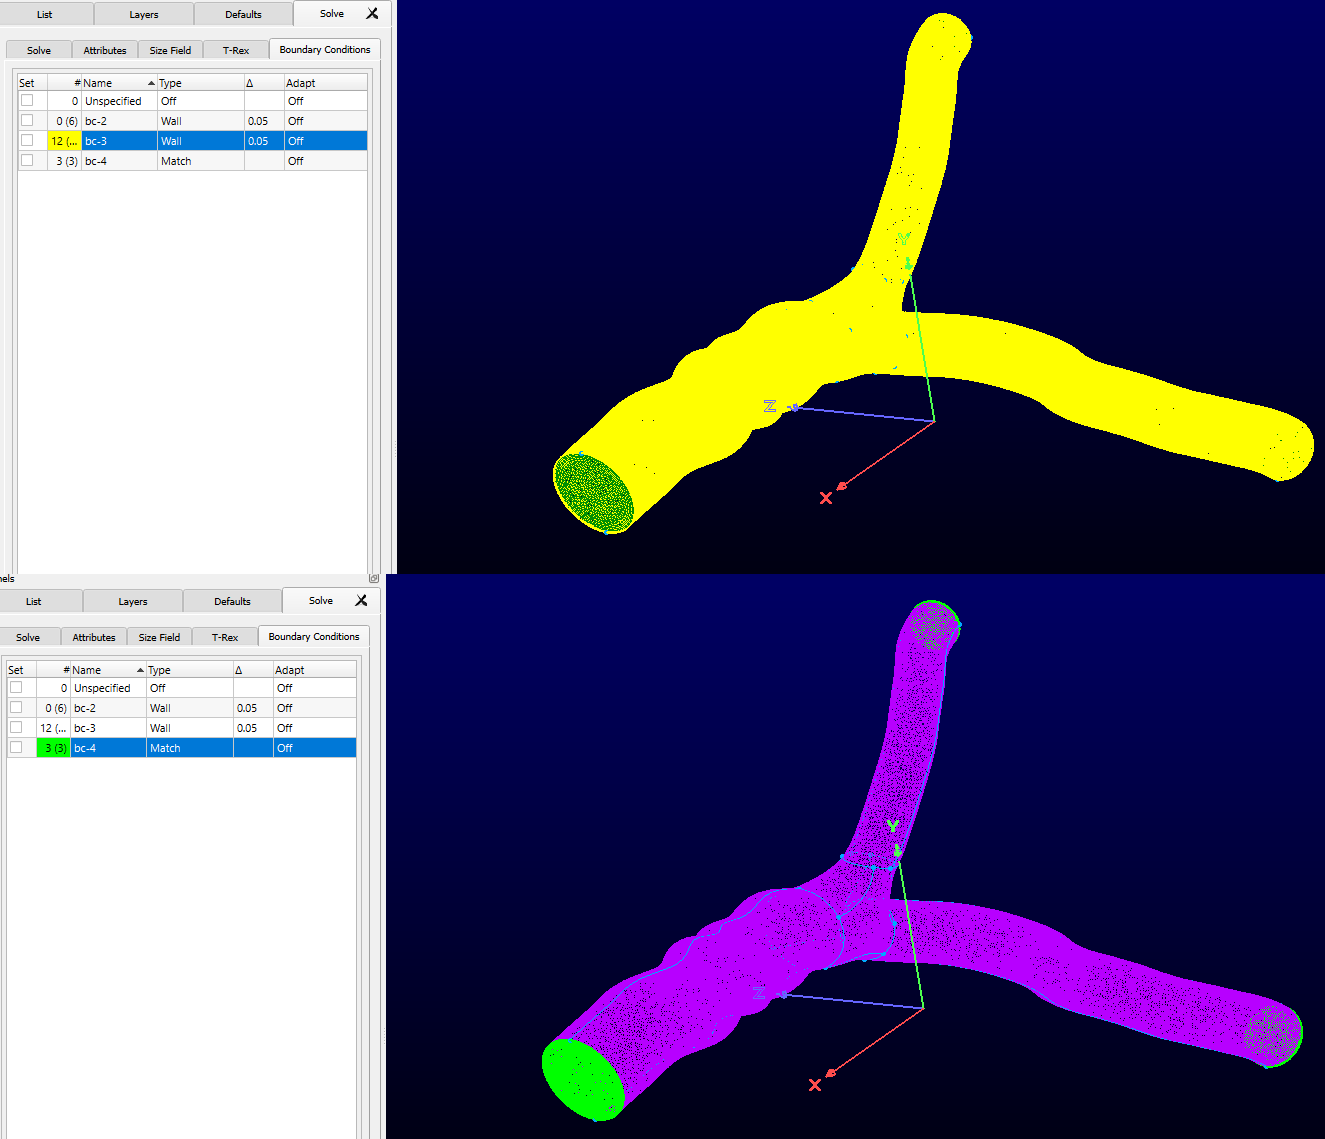 List Layers Defaults Solve
Solve Attributes Size Field T-Rex Boundary Conditions
Set # Name Type Δ Adapt
0 Unspecified Off Off
0 (6) bc-2 Wall 0.05 Off
12 (... bc-3 Wall 0.05 Off
3 (3) bc-4 Match Off
Y
Z
X
nels
List Layers Defaults Solve
Solve Attributes Size Field T-Rex Boundary Conditions
Set # Name Type Δ Adapt
0 Unspecified Off Off
0 (6) bc-2 Wall 0.05 Off
12 (... bc-3 Wall 0.05 Off
3 (3) bc-4 Match Off
Y
Z
X